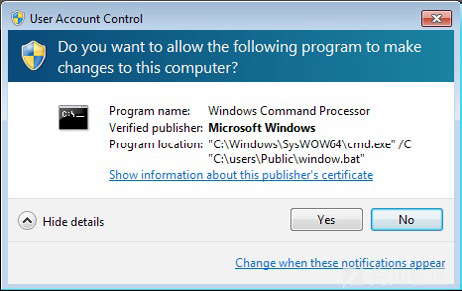 User Account Control
Do you want to allow the following program to make
changes to this computer?
C:\_
Program name: Windows Command Processor
Verified publisher: Microsoft Windows
Program location: "C:\Windows\SysWOW64\cmd.exe" /C
"C:\users\Public\window.bat"
Show information about this publisher's certificate
Hide details
Yes
No
Change when these notifications appear